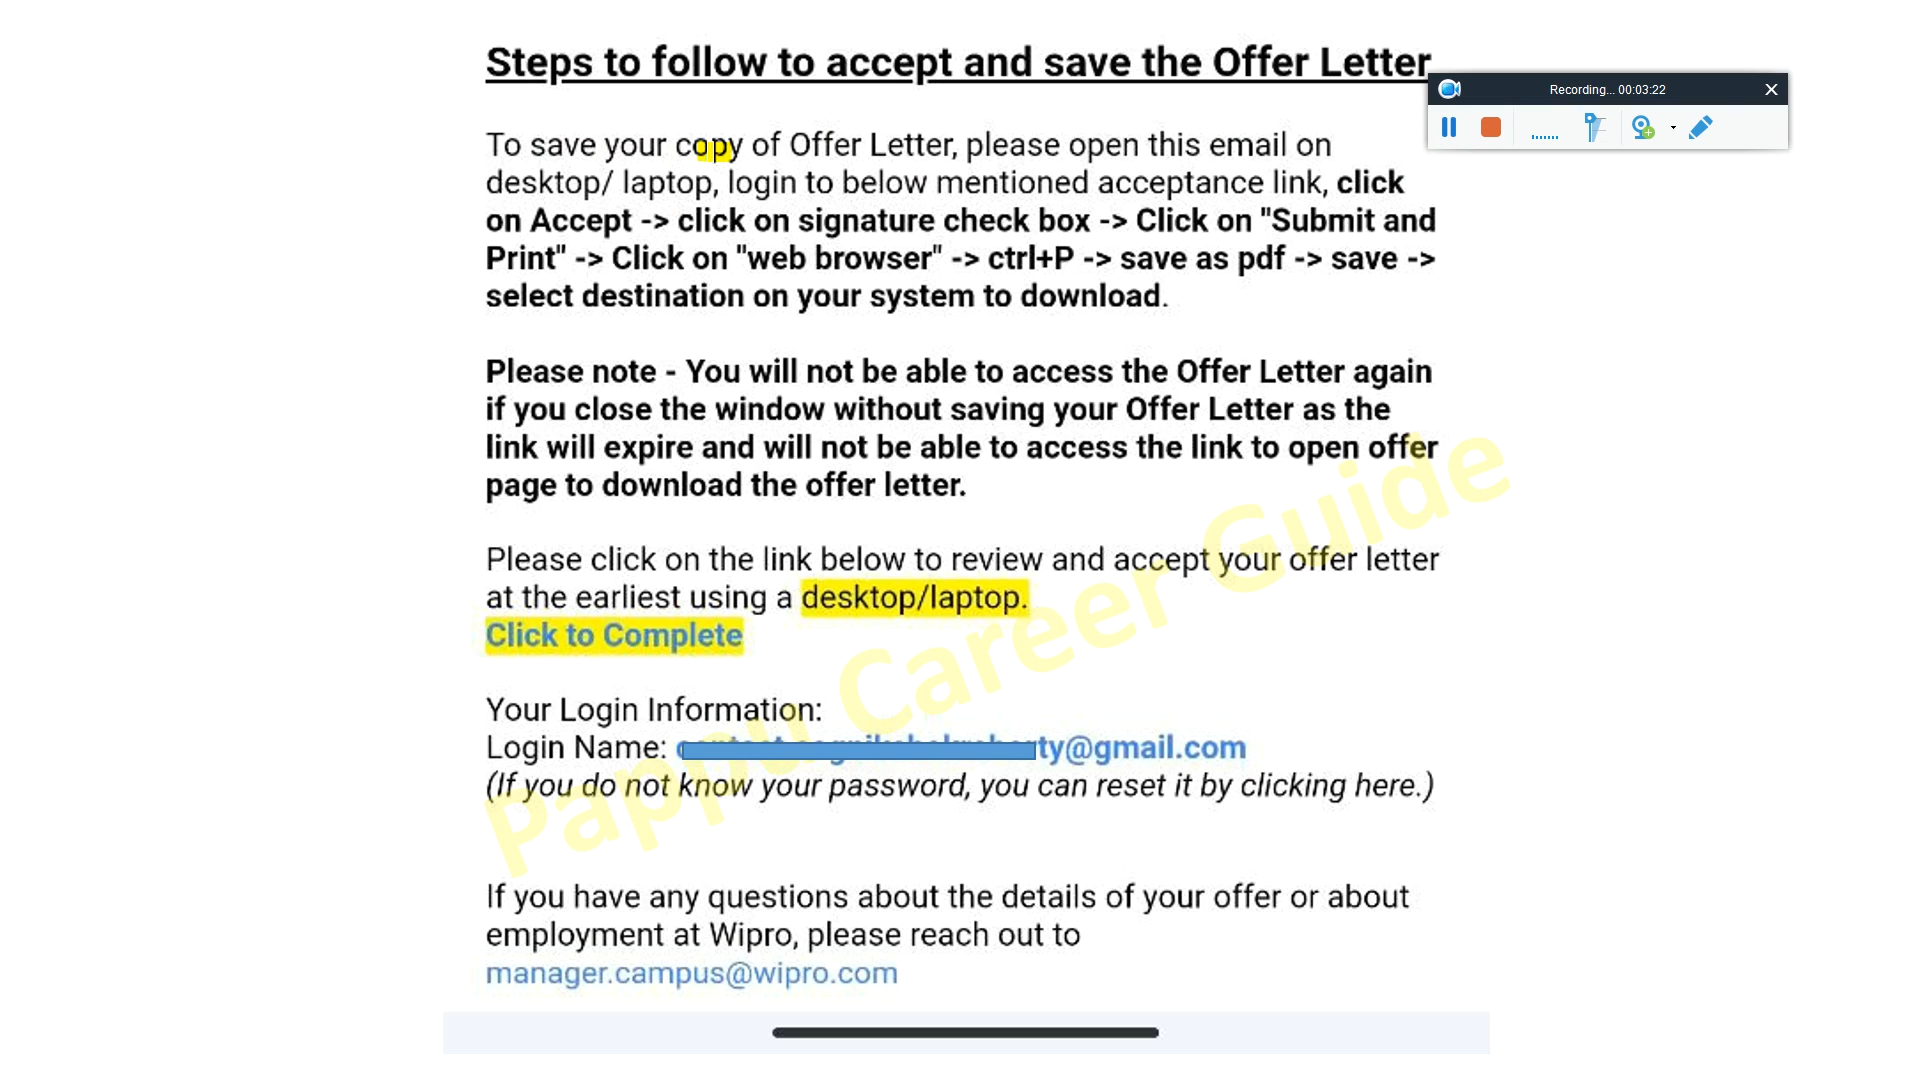 Steps to follow to accept and save the Offer Letter
Recording... 00:03:22
To save your copy of Offer Letter, please open this email on
desktop/ laptop, login to below mentioned acceptance link, click
on Accept -> click on signature check box -> Click on "Submit and
Print" -> Click on "web browser" -> ctrl+P -> save as pdf -> save ->
select destination on your system to download.
Please note - You will not be able to access the Offer Letter again
if you close the window without saving your Offer Letter as the
link will expire and will not be able to access the link to open offer
page to download the offer letter.
Please click on the link below to review and accept your offer letter
at the earliest using a desktop/laptop.
Click to Complete
Your Login Information:
Login Name: ty@gmail.com
(If you do not know your password, you can reset it by clicking here.)
If you have any questions about the details of your offer or about
employment at Wipro, please reach out to
manager.campus@wipro.com
Pappu Career Guide